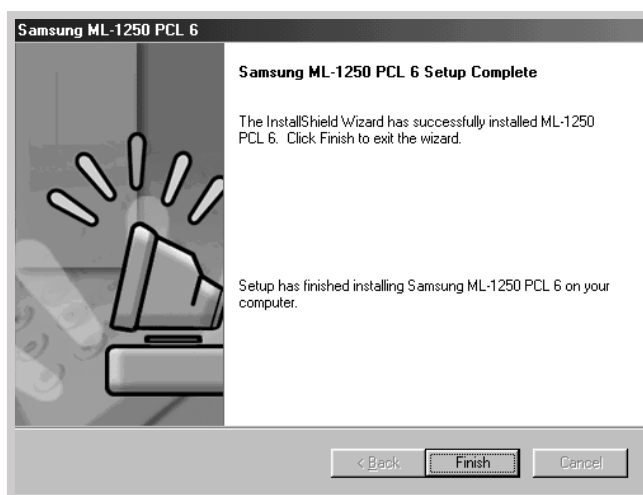 Samsung ML-1250 PCL 6
Samsung ML-1250 PCL 6 Setup Complete
The InstallShield Wizard has successfully installed ML-1250
PCL 6.  Click Finish to exit the wizard.
Setup has finished installing Samsung ML-1250 PCL 6 on your
computer.
< Back Finish Cancel